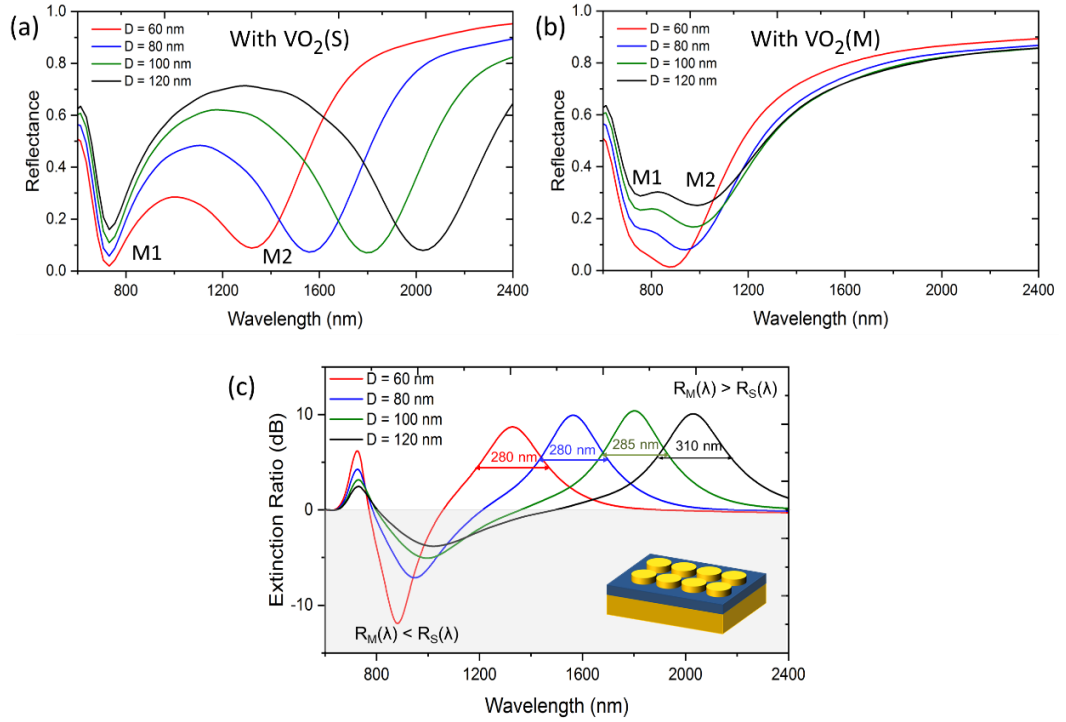 (a)
D = 60 nm
D = 80 nm
D = 100 nm
D = 120 nm
With VO₂(S)
1.0
0.8
0.6
0.4
0.2
0.0
Reflectance
M1
M2
800
1200
1600
2000
2400
Wavelength (nm)
(b)
D = 60 nm
D = 80 nm
D = 100 nm
D = 120 nm
With VO₂(M)
1.0
0.8
0.6
0.4
0.2
0.0
Reflectance
M1
M2
800
1200
1600
2000
2400
Wavelength (nm)
(c)
D = 60 nm
D = 80 nm
D = 100 nm
D = 120 nm
R_M(λ) > R_S(λ)
10
0
-10
Extinction Ratio (dB)
280 nm
280 nm
285 nm
310 nm
R_M(λ) < R_S(λ)
800
1200
1600
2000
2400
Wavelength (nm)